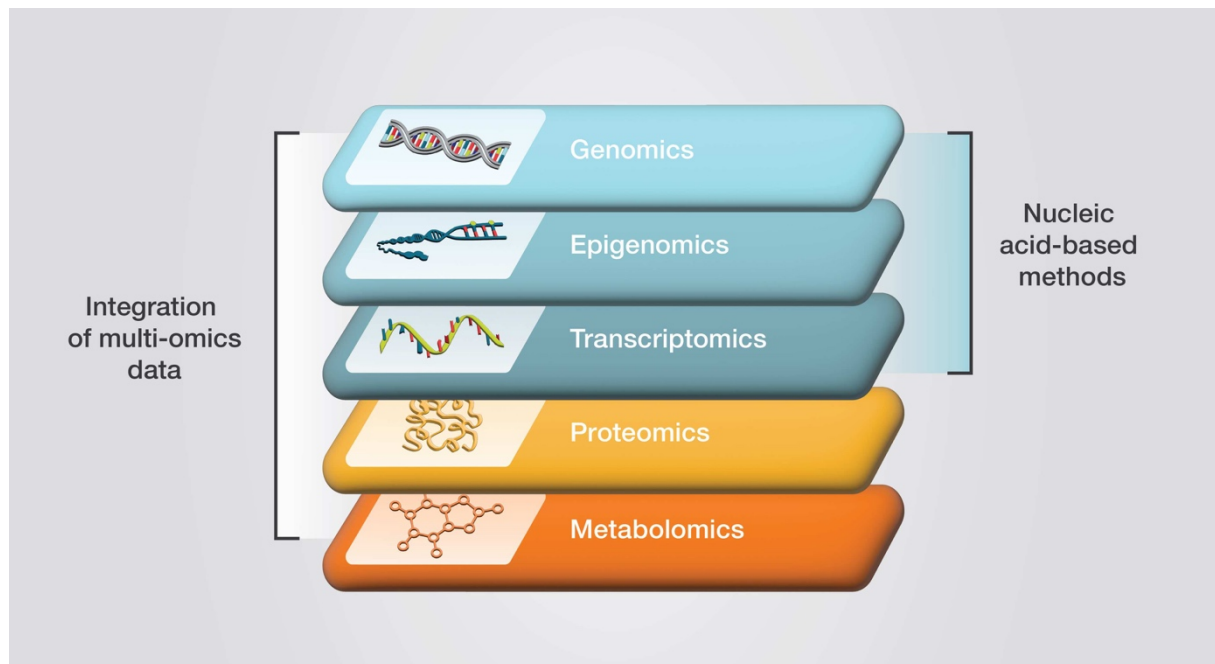 Integration
of multi-omics
data
Genomics
Epigenomics
Transcriptomics
Proteomics
Metabolomics
Nucleic
acid-based
methods